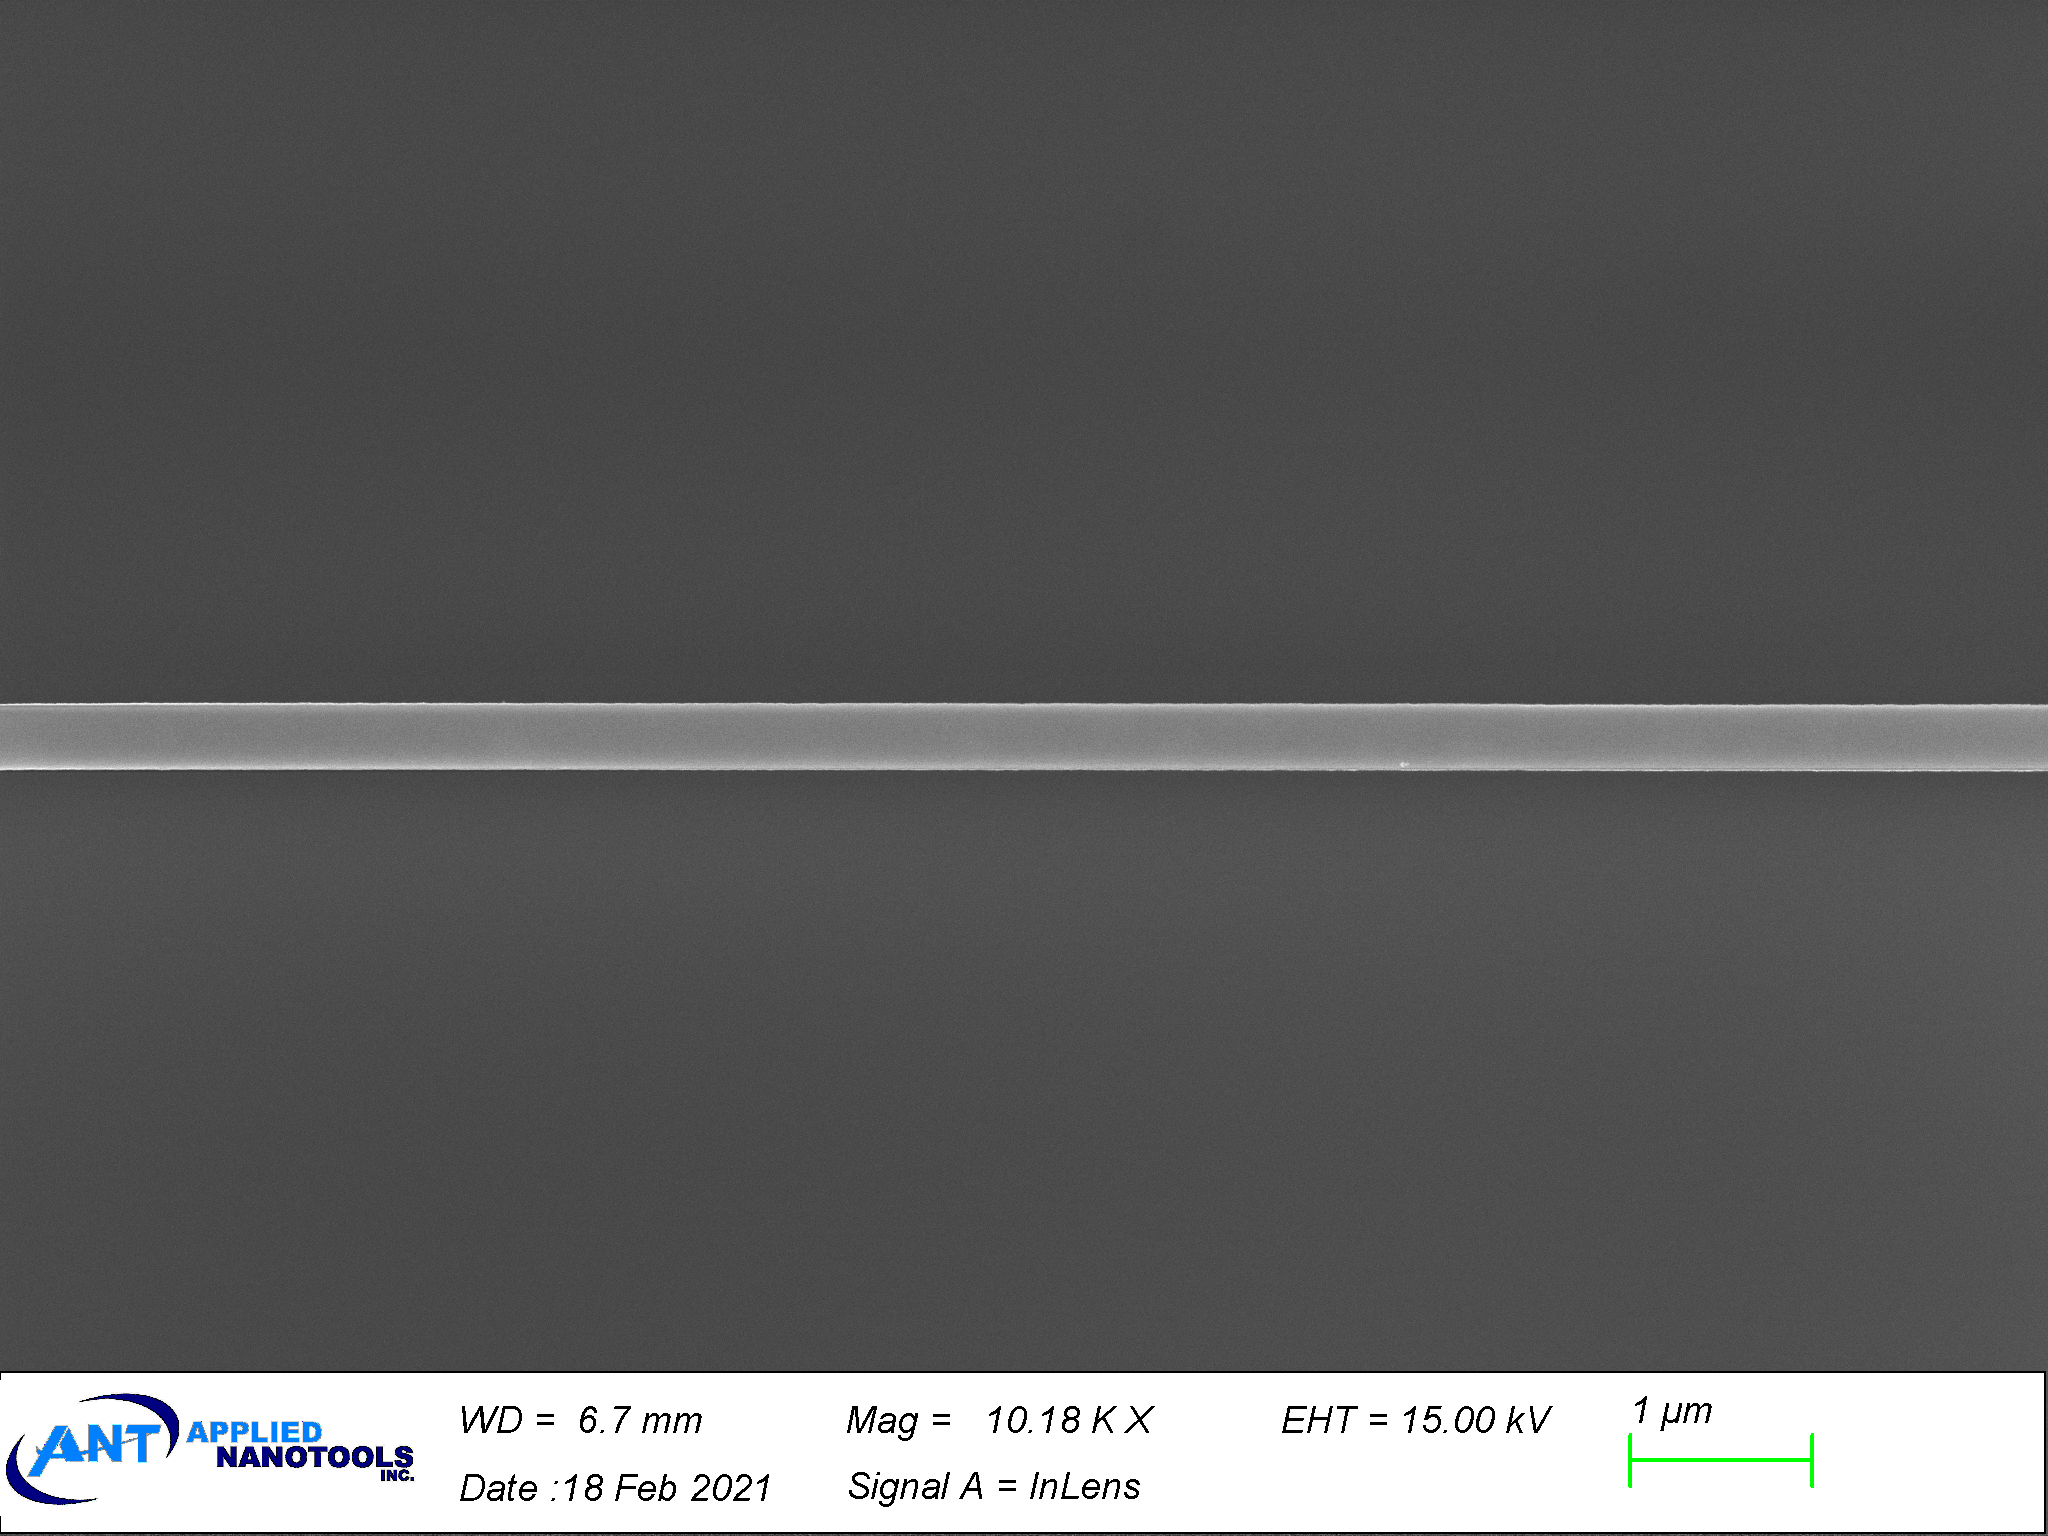 ANT APPLIED
NANOTOOLS
INC.
WD = 6.7 mm
Mag = 10.18 K X
EHT = 15.00 kV
1 µm
Date :18 Feb 2021
Signal A = InLens